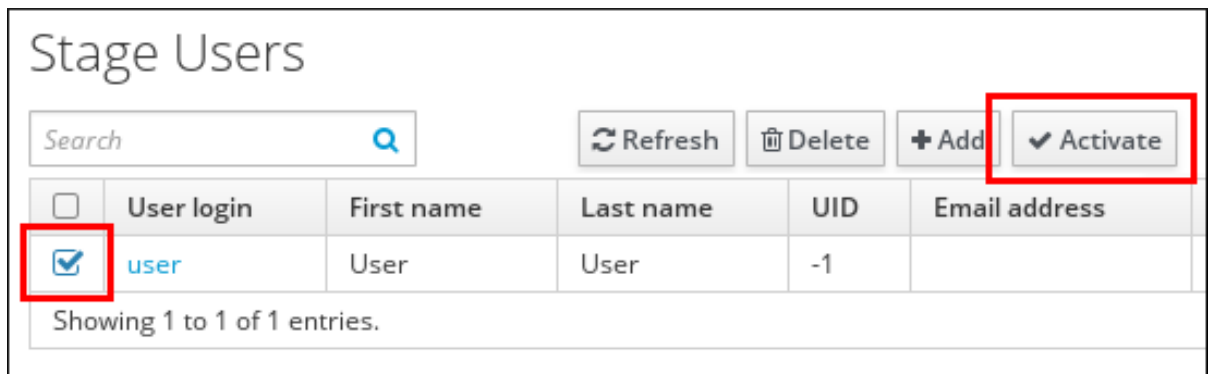 Stage Users
Search Refresh Delete Add Activate
User login First name Last name UID Email address
user User User -1
Showing 1 to 1 of 1 entries.